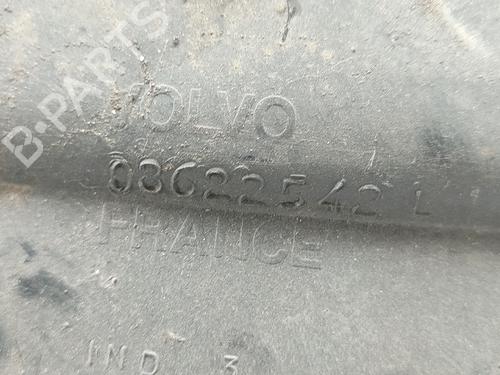 B-PARTS
VOLVO
08622542 L
FRANCE
IND 3